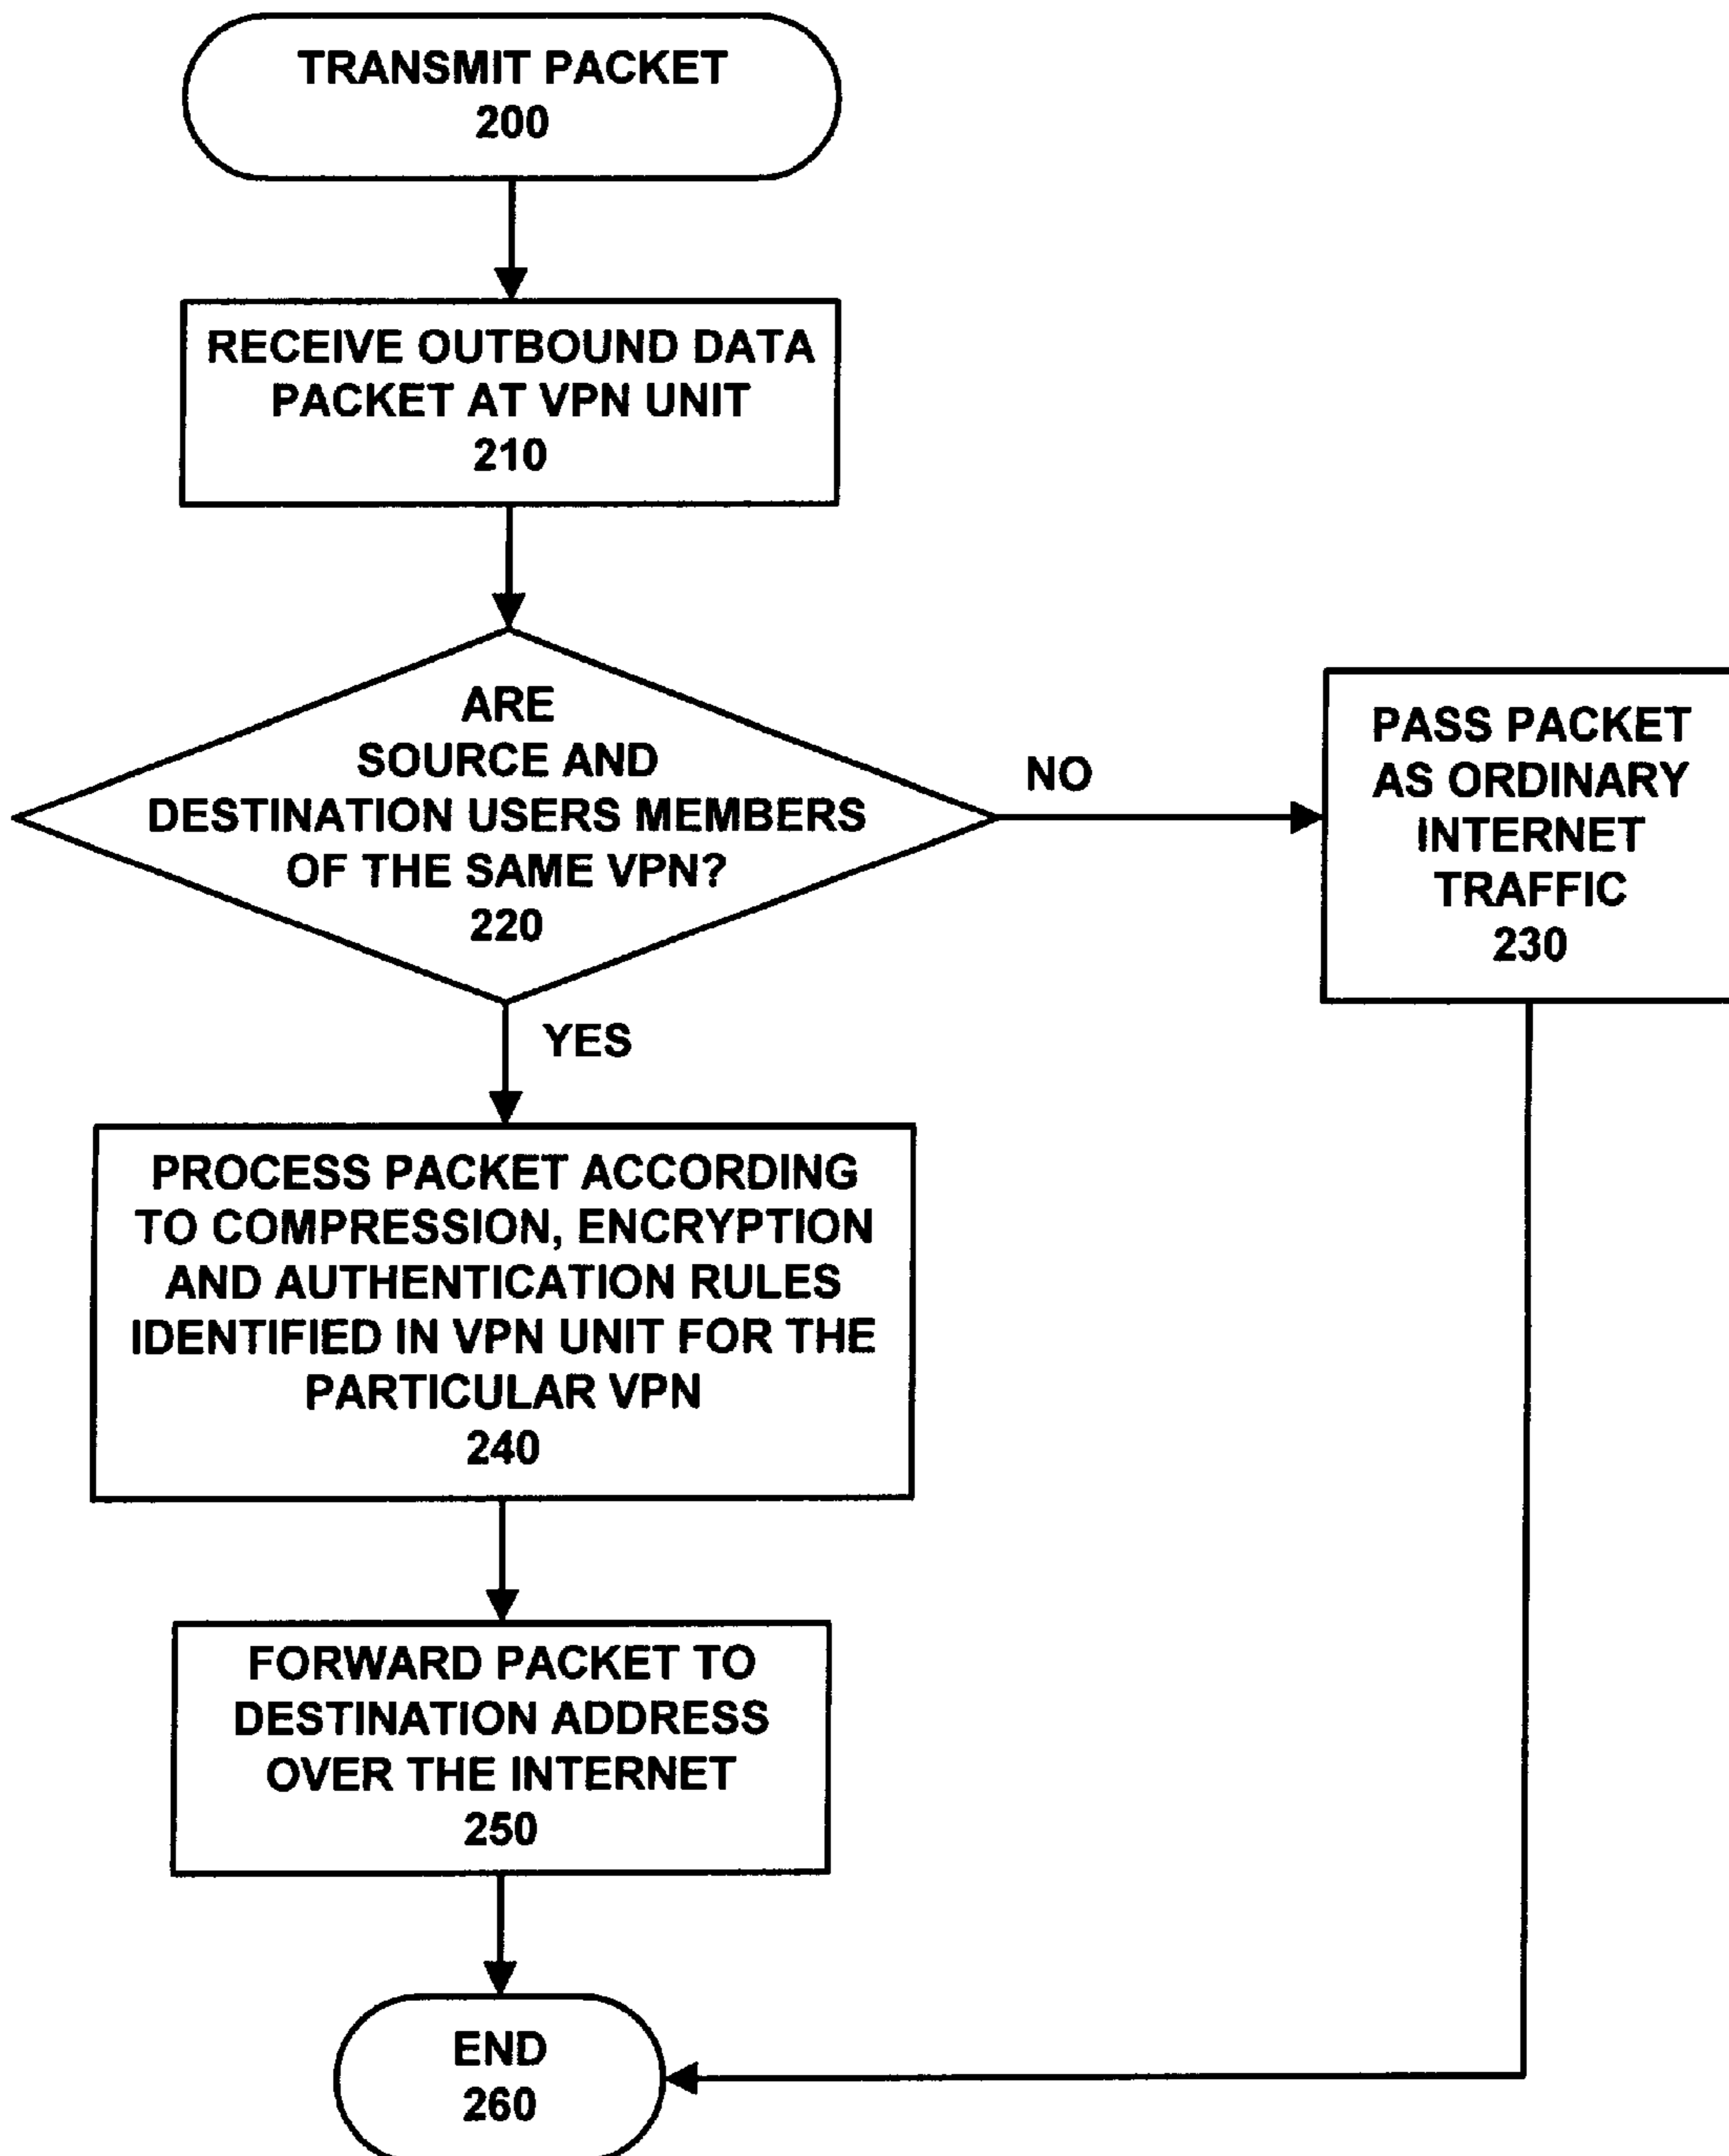 TRANSMIT PACKET
200
RECEIVE OUTBOUND DATA
PACKET AT VPN UNIT
210
ARE
SOURCE AND
DESTINATION USERS MEMBERS
OF THE SAME VPN?
220
NO
PASS PACKET
AS ORDINARY
INTERNET
TRAFFIC
230
YES
PROCESS PACKET ACCORDING
TO COMPRESSION, ENCRYPTION
AND AUTHENTICATION RULES
IDENTIFIED IN VPN UNIT FOR THE
PARTICULAR VPN
240
FORWARD PACKET TO
DESTINATION ADDRESS
OVER THE INTERNET
250
END
260